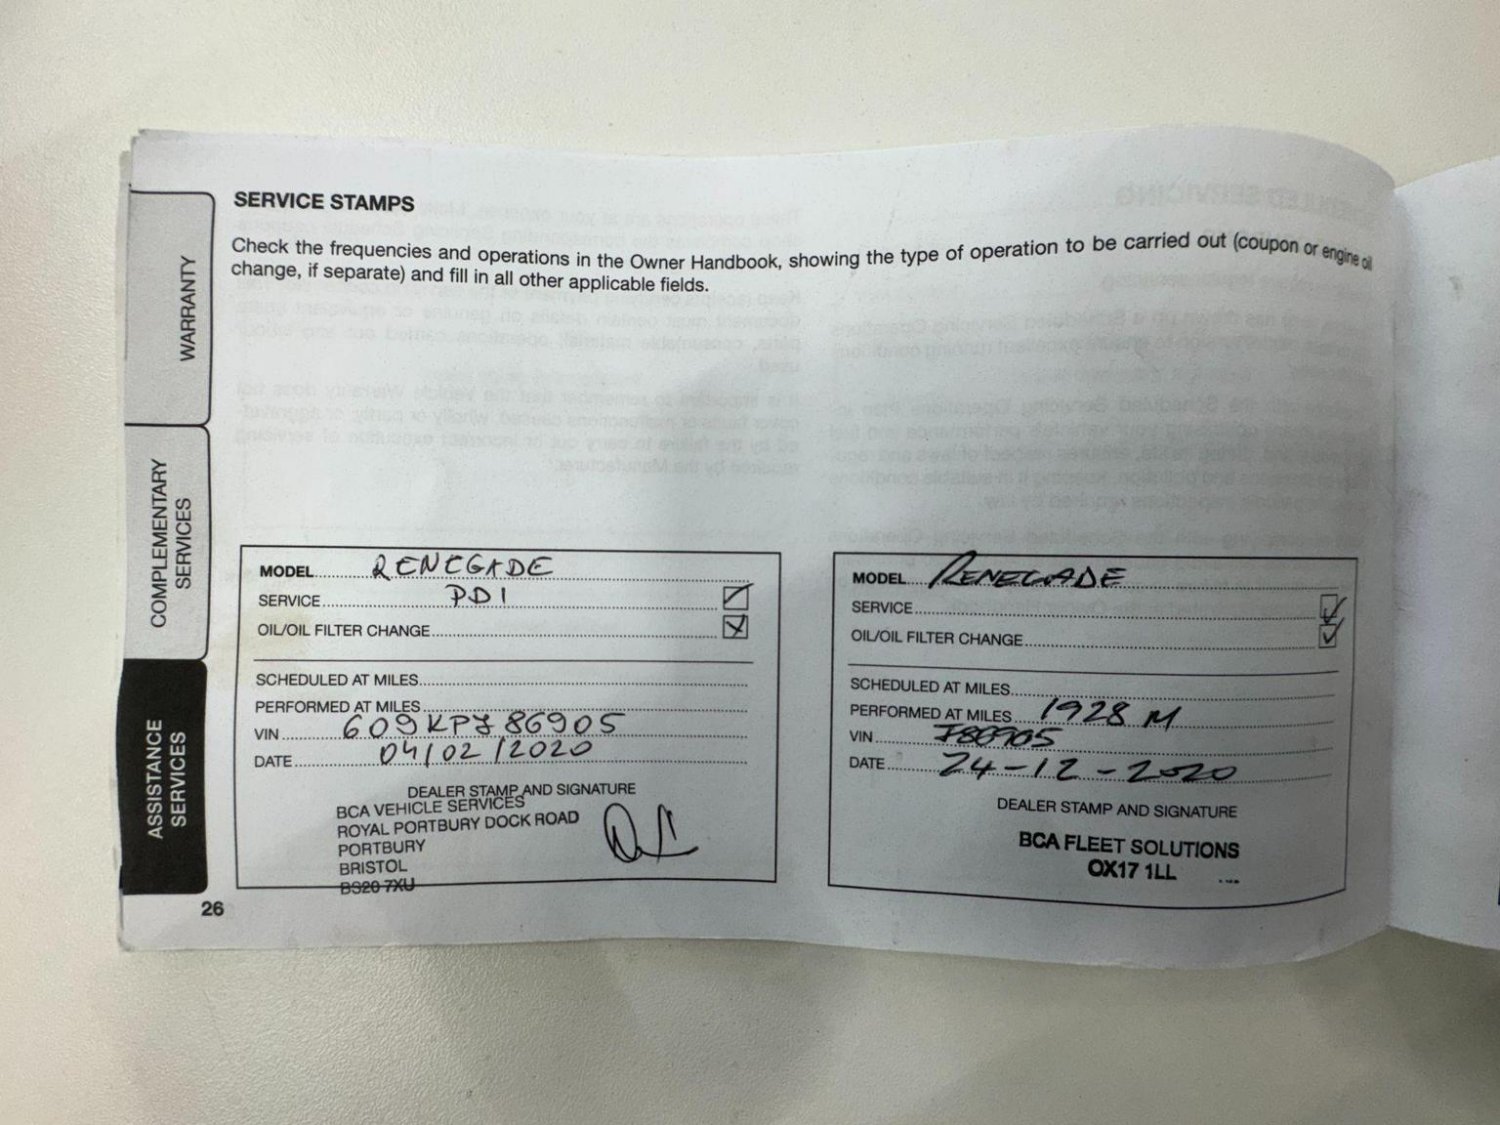 SERVICE STAMPS
Check the frequencies and operations in the Owner Handbook, showing the type of operation to be carried out (coupon or engine oil
change, if separate) and fill in all other applicable fields.
WARRANTY
COMPLEMENTARY
SERVICES
ASSISTANCE
SERVICES
MODEL RENEGADE
SERVICE PDI
OIL/OIL FILTER CHANGE
SCHEDULED AT MILES
PERFORMED AT MILES
VIN 609KPJ86905
DATE 04/02/2020
DEALER STAMP AND SIGNATURE
BCA VEHICLE SERVICES
ROYAL PORTBURY DOCK ROAD
PORTBURY
BRISTOL
BS20 7XU
MODEL RENEGADE
SERVICE
OIL/OIL FILTER CHANGE
SCHEDULED AT MILES
PERFORMED AT MILES 1928 M
VIN
DATE 24-12-2020
DEALER STAMP AND SIGNATURE
BCA FLEET SOLUTIONS
OX17 1LL
26